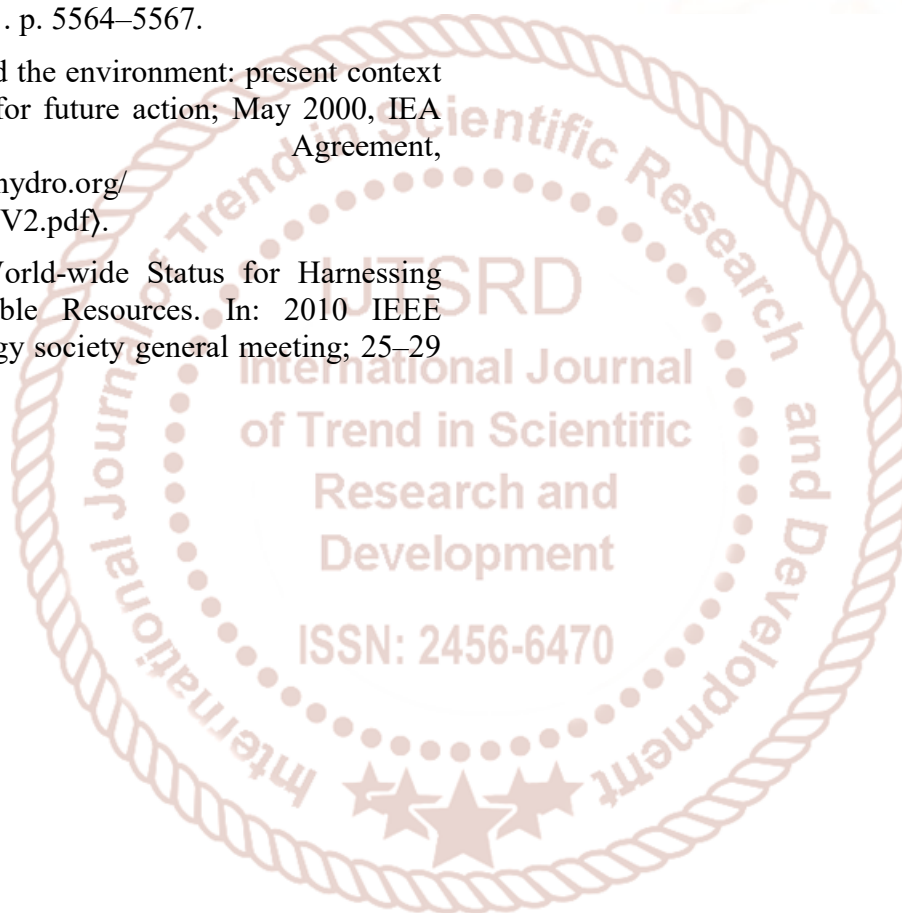 . p. 5564–5567.
d the environment: present context
for future action; May 2000, IEA
Agreement,
hydro.org/
V2.pdf⟩.
World-wide Status for Harnessing
ble Resources. In: 2010 IEEE
gy society general meeting; 25–29
International Journal of Trend in Scientific Research and Development
IJTSRD
International Journal
of Trend in Scientific
Research and
Development
ISSN: 2456-6470